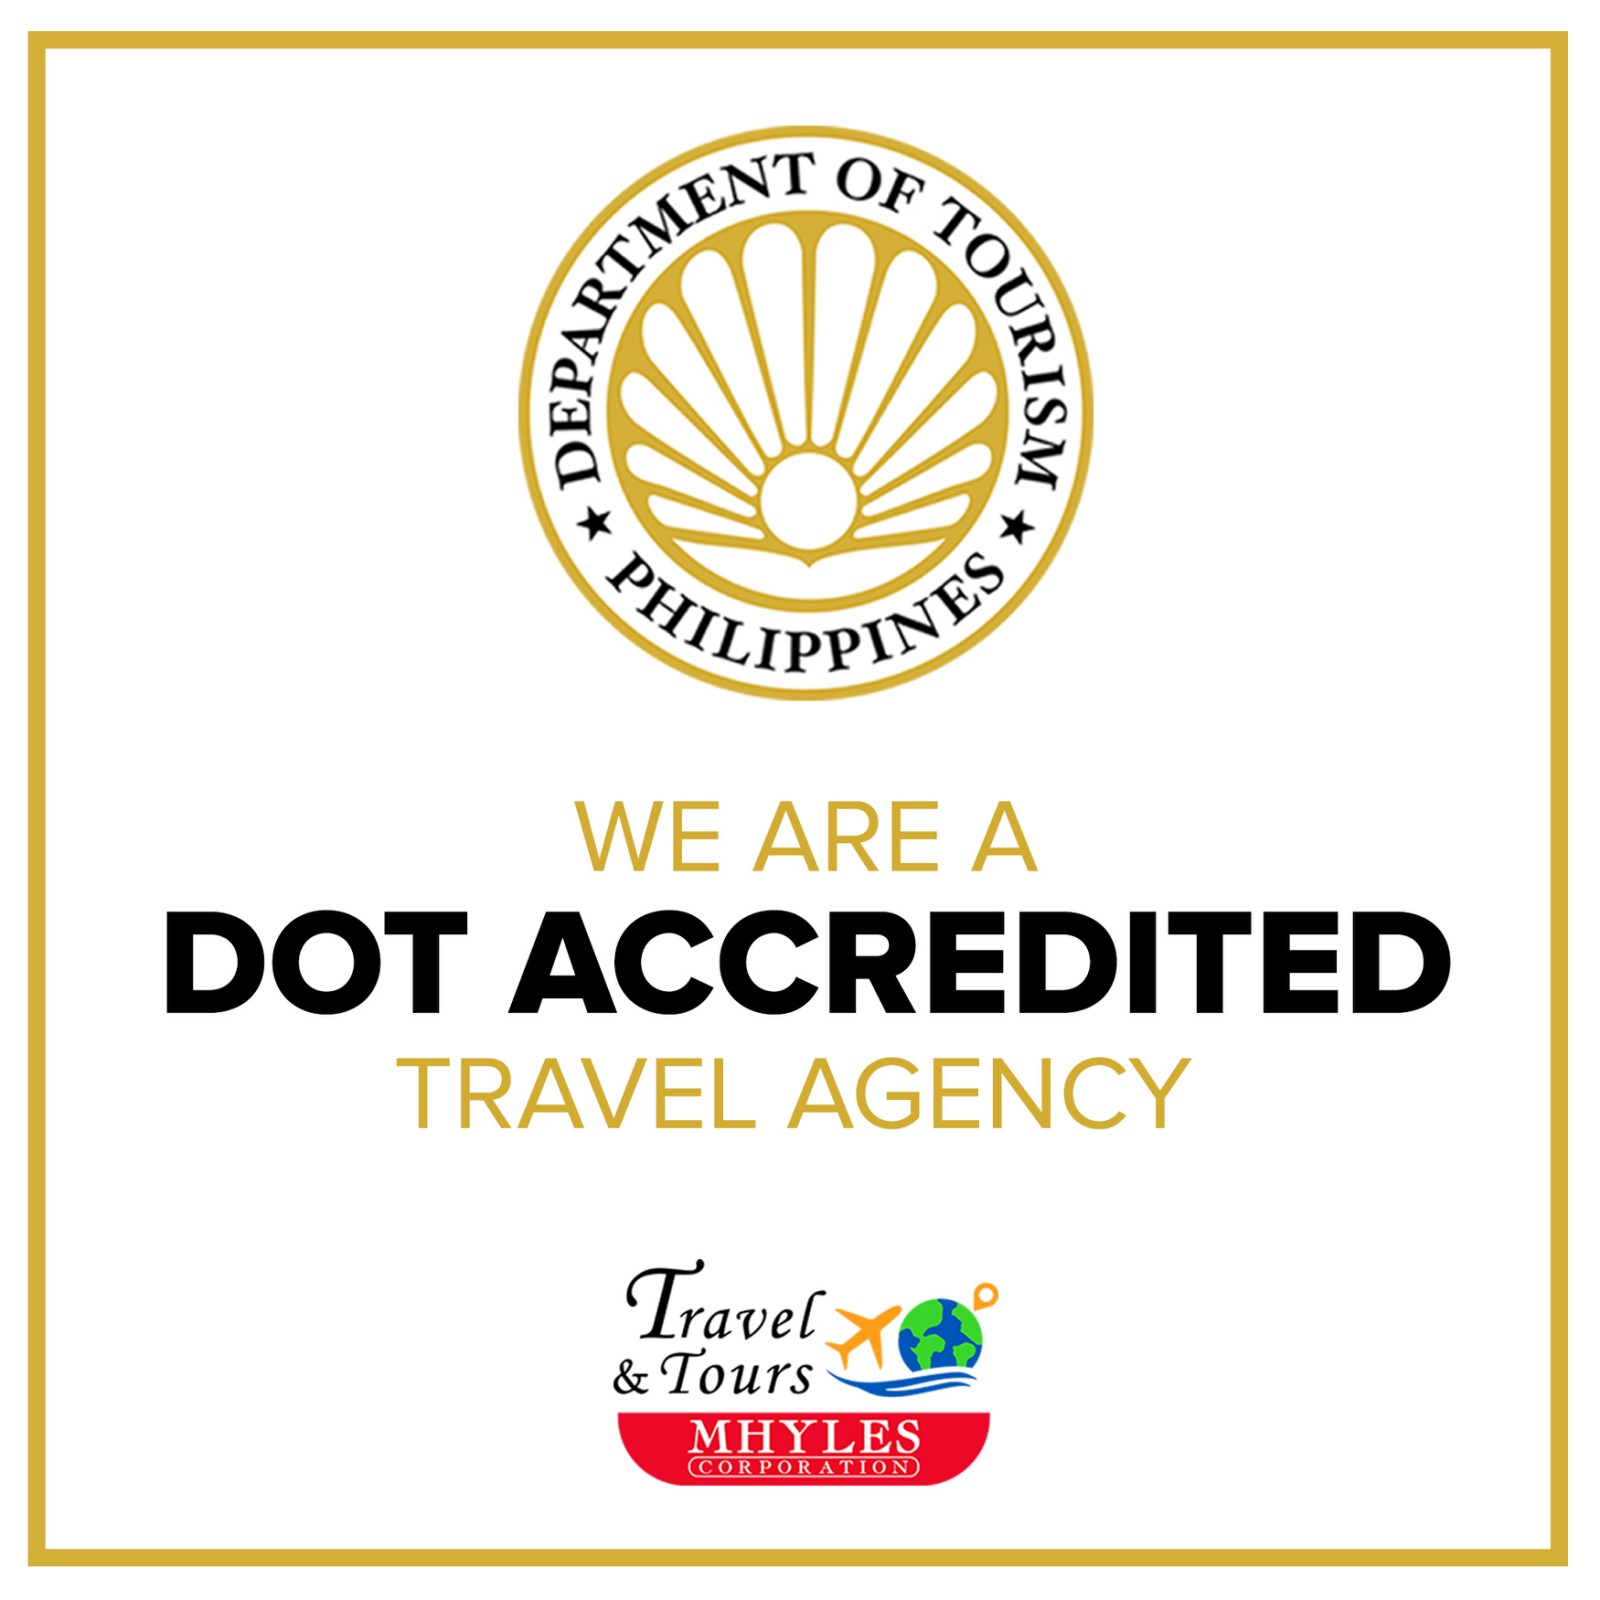 DEPARTMENT OF TOURISM
PHILIPPINES
WE ARE A
DOT ACCREDITED
TRAVEL AGENCY
Travel
& Tours
MHYLES
CORPORATION